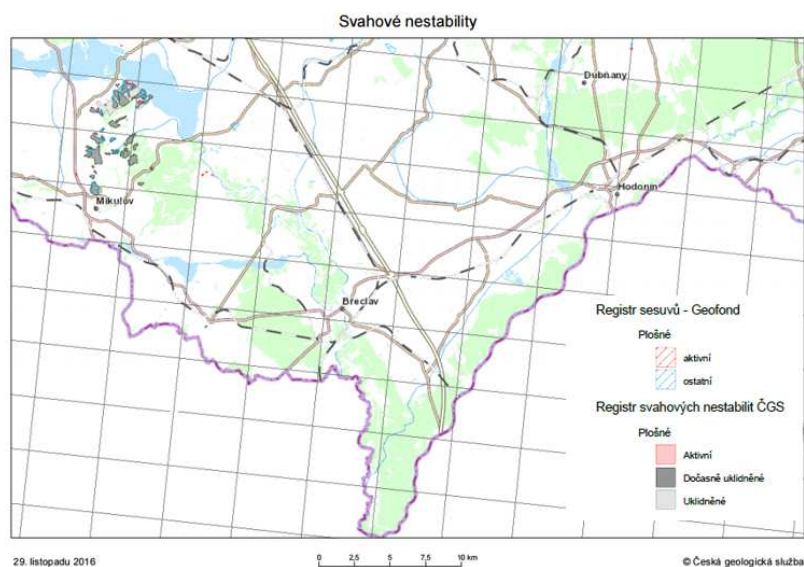 Svahové nestability
Dubňany
Hodonín
Mikulov
Břeclav
Registr sesuvů - Geofond
Plošné
aktivní
ostatní
Registr svahových nestabilit ČGS
Plošné
Aktivní
Dočasně uklidněné
Uklidněné
29. listopadu 2016
0 2,5 5 7,5 10 km
© Česká geologická služba